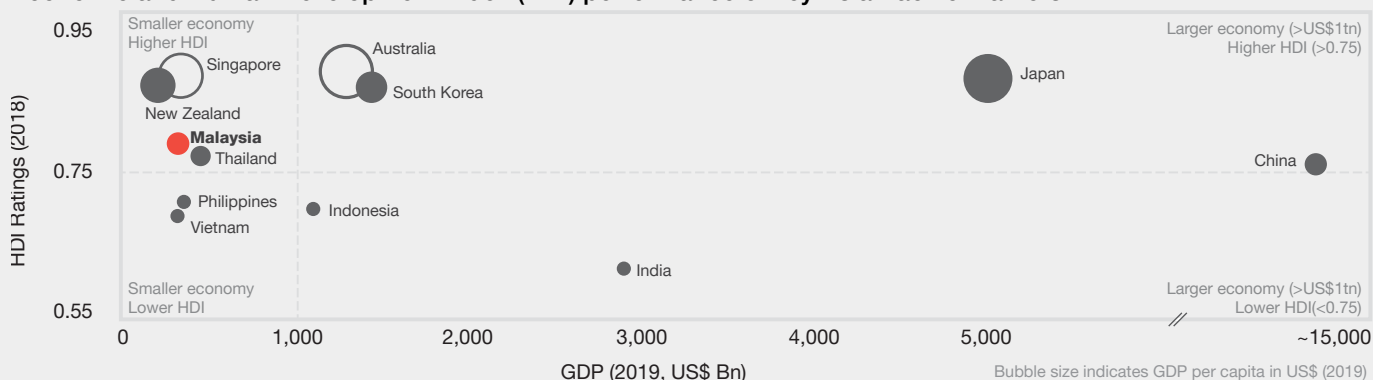 0.95
Smaller economy
Higher HDI
Larger economy (>US$1tn)
Higher HDI (>0.75)
Singapore
Australia
New Zealand
South Korea
Japan
Malaysia
Thailand
China
0.75
Philippines
Vietnam
Indonesia
India
HDI Ratings (2018)
Smaller economy
Lower HDI
Larger economy (>US$1tn)
Lower HDI(<0.75)
0.55
0 1,000 2,000 3,000 4,000 5,000 ~15,000
GDP (2019, US$ Bn)
Bubble size indicates GDP per capita in US$ (2019)